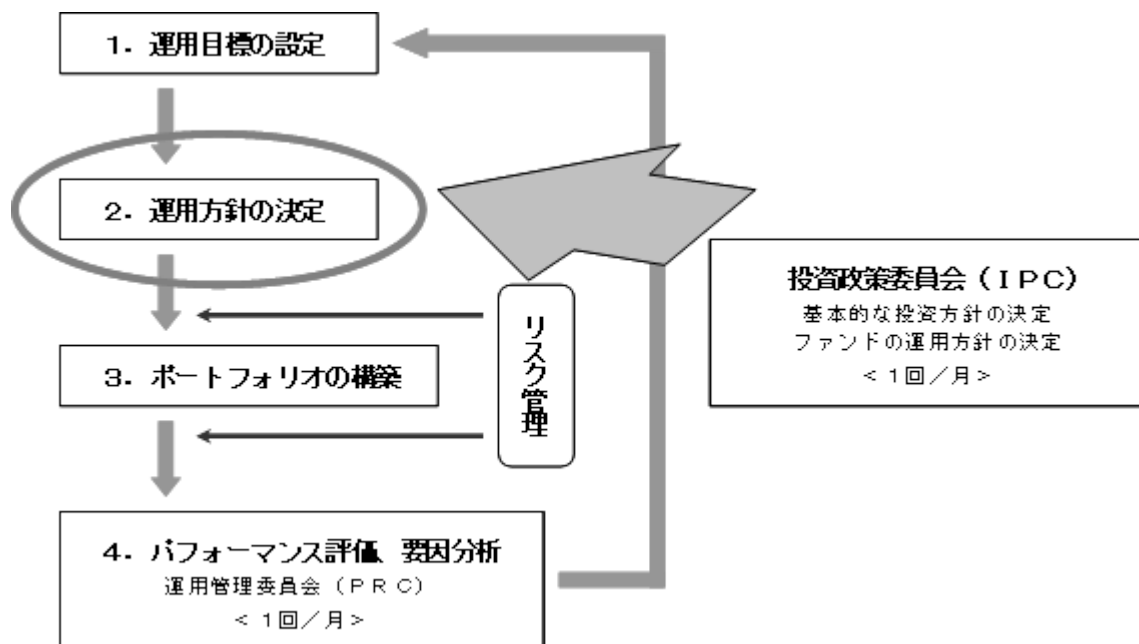 １．運用目標の設定
２．運用方針の決定
３．ポートフォリオの構築
４．パフォーマンス評価、要因分析
運用管理委員会（ＰＲＣ）
＜１回／月＞
リスク管理
投資政策委員会（ＩＰＣ）
基本的な投資方針の決定
ファンドの運用方針の決定
＜１回／月＞